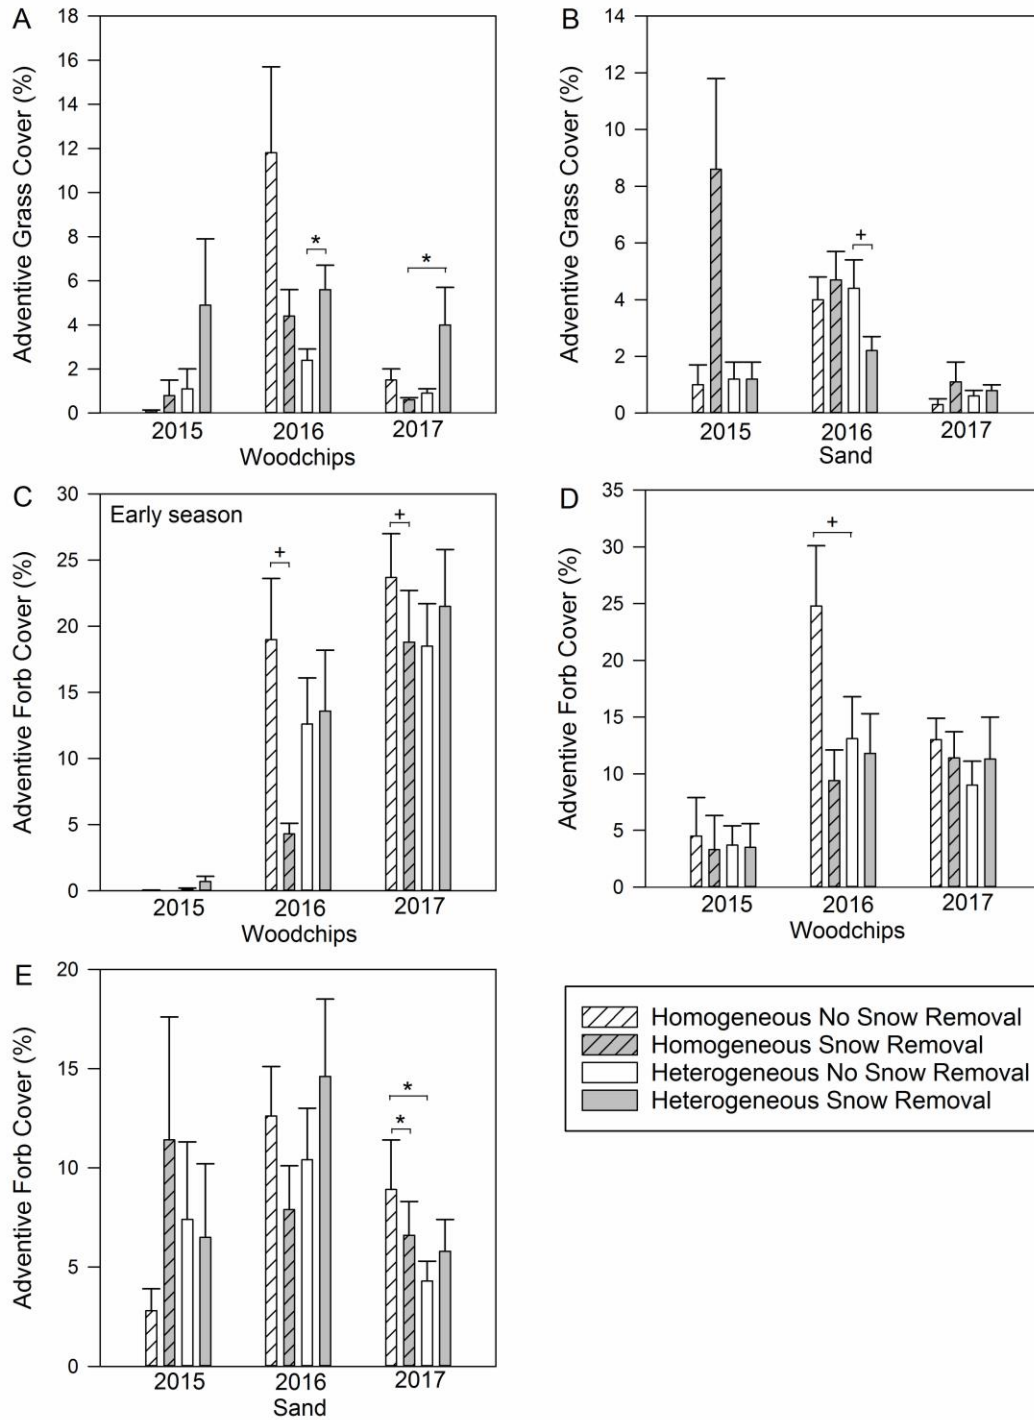 A
Adventive Grass Cover (%)
18
16
14
12
10
8
6
4
2
0
*
*
2015 2016 2017
Woodchips
B
Adventive Grass Cover (%)
14
12
10
8
6
4
2
0
+
2015 2016 2017
Sand
C
Early season
Adventive Forb Cover (%)
30
25
20
15
10
5
0
+
+
2015 2016 2017
Woodchips
D
Adventive Forb Cover (%)
35
30
25
20
15
10
5
0
+
2015 2016 2017
Woodchips
E
Adventive Forb Cover (%)
20
15
10
5
0
*
*
2015 2016 2017
Sand
Homogeneous No Snow Removal
Homogeneous Snow Removal
Heterogeneous No Snow Removal
Heterogeneous Snow Removal